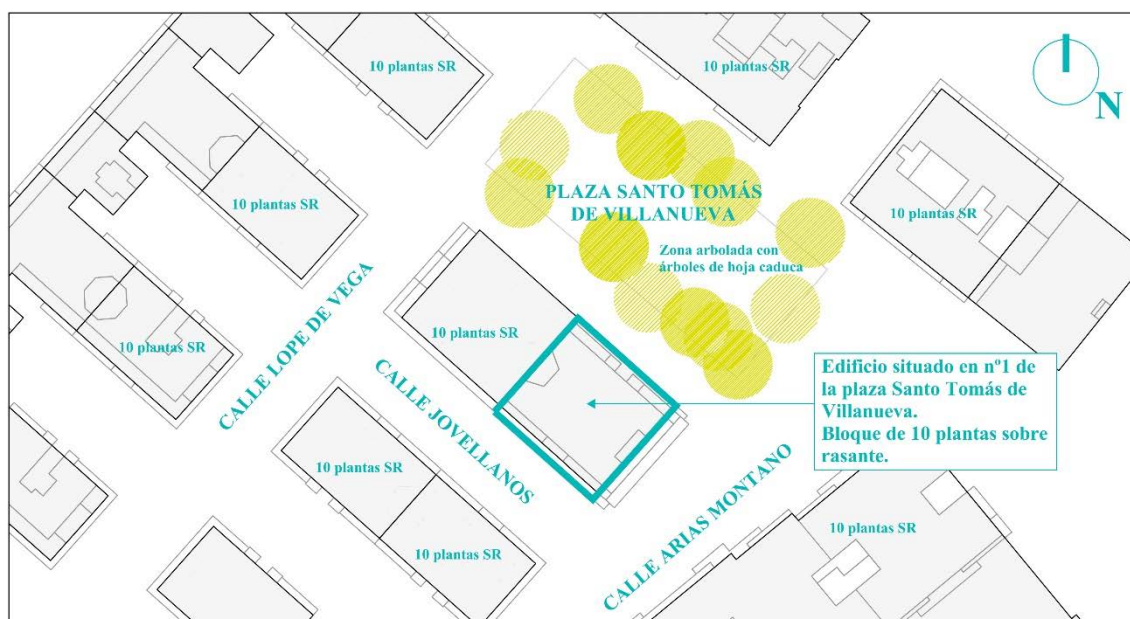 10 plantas SR
10 plantas SR
N
10 plantas SR
PLAZA SANTO TOMÁS
DE VILLANUEVA
10 plantas SR
Zona arbolada con
árboles de hoja caduca
CALLE LOPE DE VEGA
10 plantas SR
10 plantas SR
CALLE JOVELLANOS
Edificio situado en nº1 de
la plaza Santo Tomás de
Villanueva.
Bloque de 10 plantas sobre
rasante.
10 plantas SR
CALLE ARIAS MONTANO
10 plantas SR
10 plantas SR